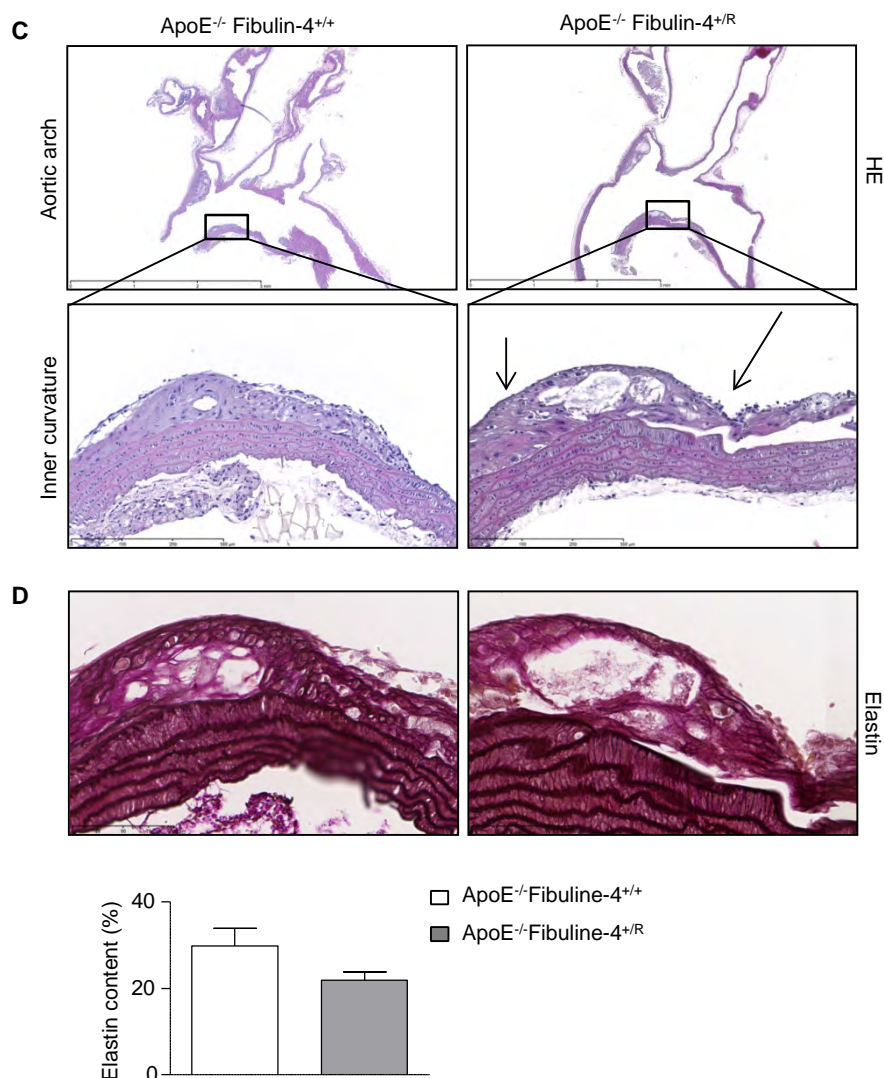 C
ApoE-/- Fibulin-4+/+
ApoE-/- Fibulin-4+/R
Aortic arch
HE
Inner curvature
D
Elastin
Elastin content (%)
40
20
0
ApoE-/-Fibuline-4+/+
ApoE-/-Fibuline-4+/R